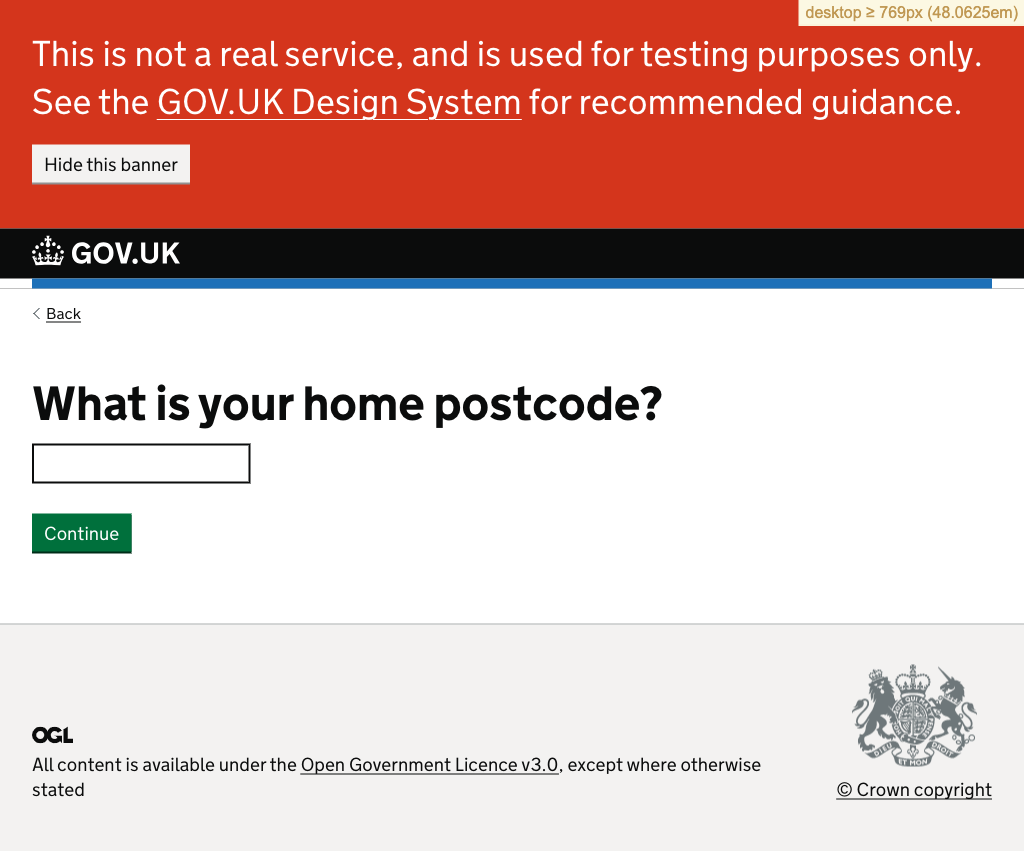 desktop ≥ 769px (48.0625em)
This is not a real service, and is used for testing purposes only.
See the GOV.UK Design System for recommended guidance.
Hide this banner
GOV.UK
Back
What is your home postcode?
Continue
OGL
All content is available under the Open Government Licence v3.0, except where otherwise
stated
© Crown copyright